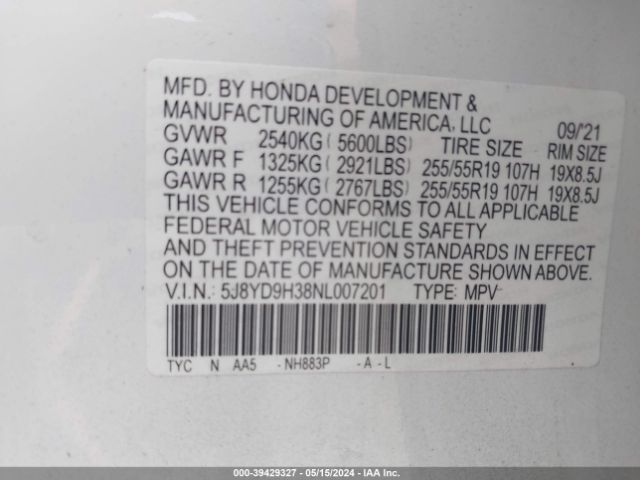 MFD. BY HONDA DEVELOPMENT &
MANUFACTURING OF AMERICA, LLC 09/'21
GVWR 2540KG ( 5600LBS ) TIRE SIZE RIM SIZE
GAWR F 1325KG ( 2921LBS ) 255/55R19 107H 19X8.5J
GAWR R 1255KG ( 2767LBS ) 255/55R19 107H 19X8.5J
THIS VEHICLE CONFORMS TO ALL APPLICABLE
FEDERAL MOTOR VEHICLE SAFETY
AND THEFT PREVENTION STANDARDS IN EFFECT
ON THE DATE OF MANUFACTURE SHOWN ABOVE.
V.I.N.: 5J8YD9H38NL007201 TYPE: MPV
TYC N AA5 - NH883P - A - L
000-39429327 - 05/15/2024 - IAA Inc.